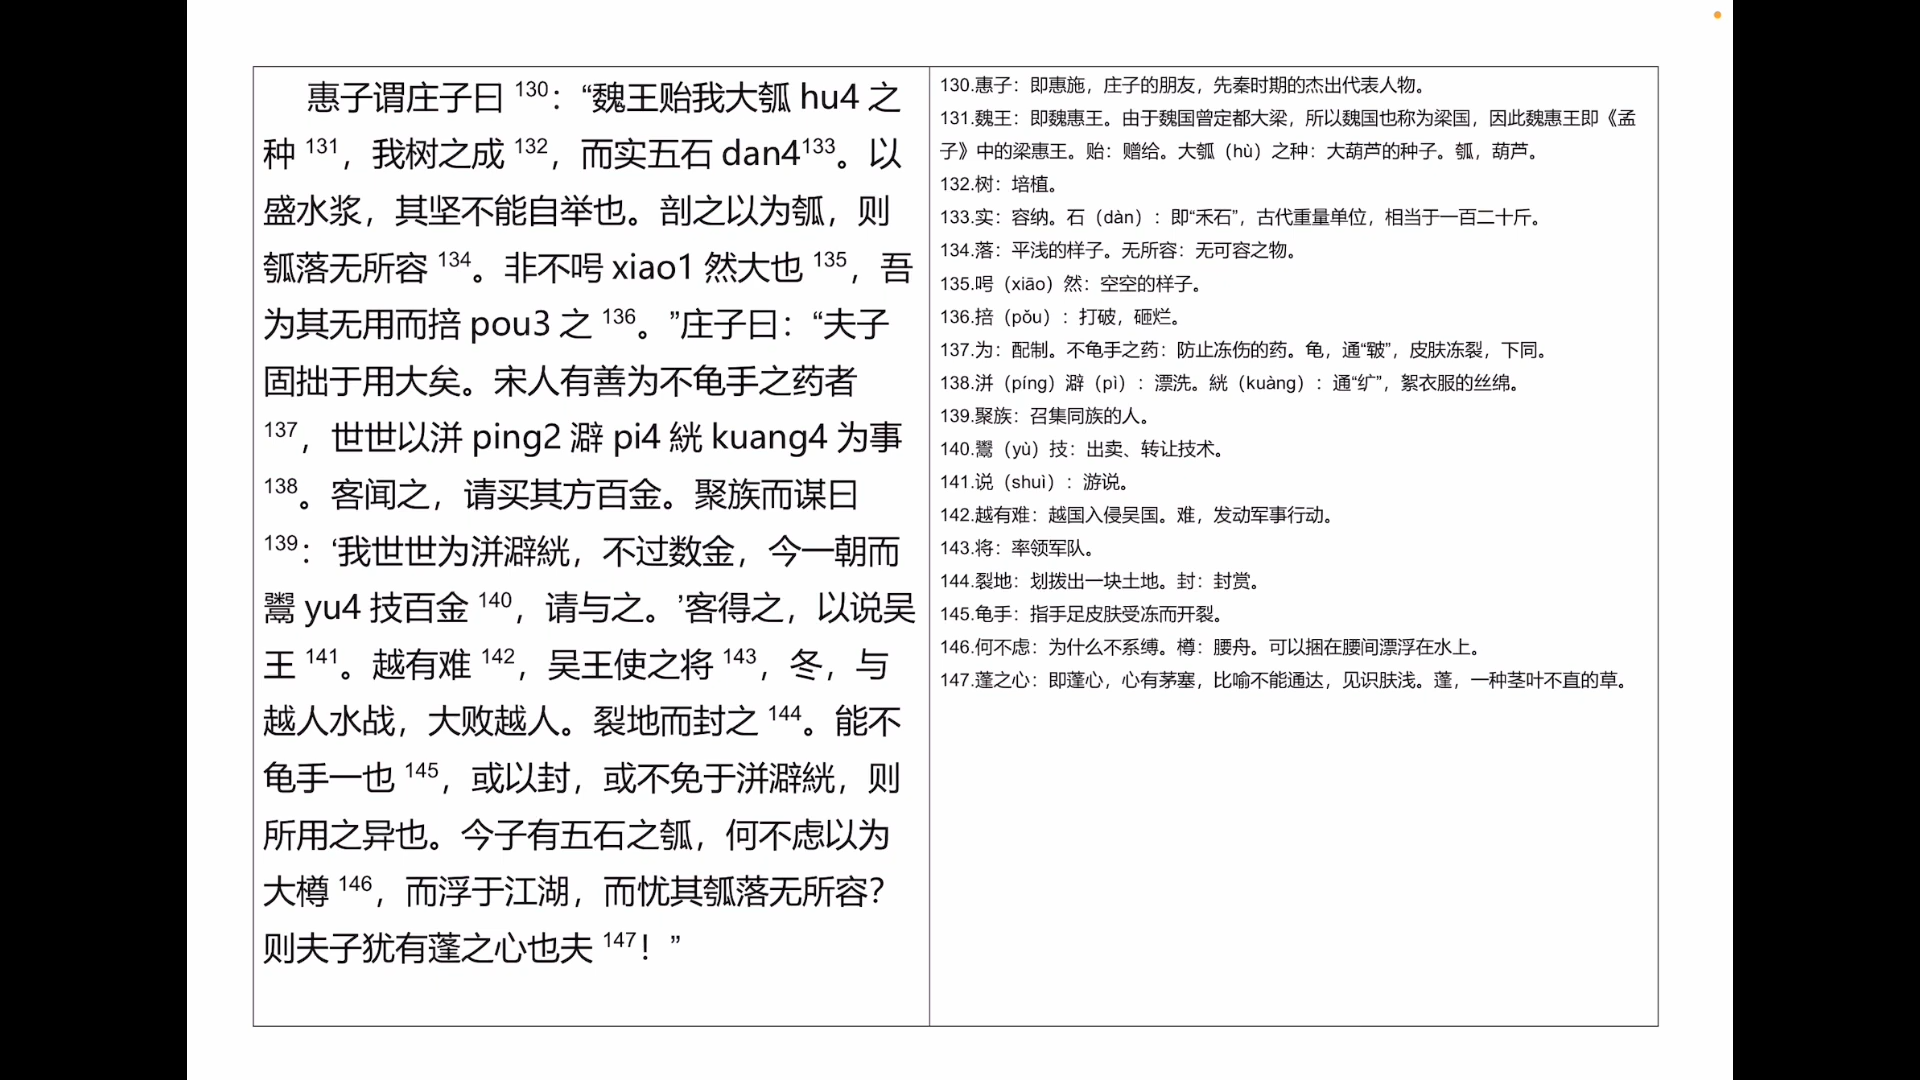 惠子谓庄子曰 130：“魏王贻我大瓠 hu4 之
种 131，我树之成 132，而实五石 dan4133。以
盛水浆，其坚不能自举也。剖之以为瓠，则
瓠落无所容 134。非不呺 xiao1 然大也 135，吾
为其无用而掊 pou3 之 136。”庄子曰：“夫子
固拙于用大矣。宋人有善为不龟手之药者
137，世世以洴 ping2 澼 pi4 絖 kuang4 为事
138。客闻之，请买其方百金。聚族而谋曰
139：‘我世世为洴澼絖，不过数金，今一朝而
鬻 yu4 技百金 140，请与之。’客得之，以说吴
王 141。越有难 142，吴王使之将 143，冬，与
越人水战，大败越人。裂地而封之 144。能不
龟手一也 145，或以封，或不免于洴澼絖，则
所用之异也。今子有五石之瓠，何不虑以为
大樽 146，而浮于江湖，而忧其瓠落无所容？
则夫子犹有蓬之心也夫 147！”
130.惠子：即惠施，庄子的朋友，先秦时期的杰出代表人物。
131.魏王：即魏惠王。由于魏国曾定都大梁，所以魏国也称为梁国，因此魏惠王即《孟
子》中的梁惠王。贻：赠给。大瓠（hù）之种：大葫芦的种子。瓠，葫芦。
132.树：培植。
133.实：容纳。石（dàn）：即“禾石”，古代重量单位，相当于一百二十斤。
134.落：平浅的样子。无所容：无可容之物。
135.呺（xiāo）然：空空的样子。
136.掊（pǒu）：打破，砸烂。
137.为：配制。不龟手之药：防止冻伤的药。龟，通“皲”，皮肤冻裂，下同。
138.洴（píng）澼（pì）：漂洗。絖（kuàng）：通“纩”，絮衣服的丝绵。
139.聚族：召集同族的人。
140.鬻（yù）技：出卖、转让技术。
141.说（shuì）：游说。
142.越有难：越国入侵吴国。难，发动军事行动。
143.将：率领军队。
144.裂地：划拨出一块土地。封：封赏。
145.龟手：指手足皮肤受冻而开裂。
146.何不虑：为什么不系缚。樽：腰舟。可以捆在腰间漂浮在水上。
147.蓬之心：即蓬心，心有茅塞，比喻不能通达，见识肤浅。蓬，一种茎叶不直的草。